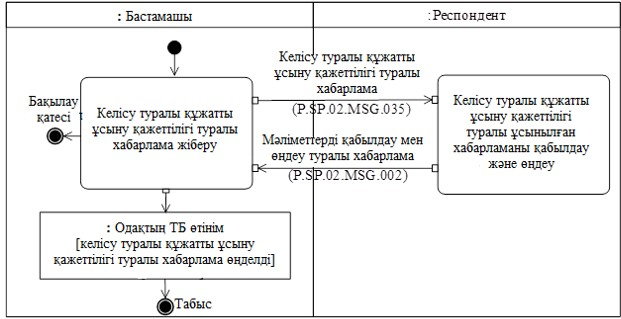 : Бастамашы
:Респондент
Келісу туралы құжатты
ұсыну қажеттілігі туралы
хабарлама
(P.SP.02.MSG.035)
Бақылау
қатесі
Келісу туралы құжатты
ұсыну қажеттілігі туралы
хабарлама жіберу
Келісу туралы құжатты
ұсыну қажеттілігі
туралы ұсынылған
хабарламаны қабылдау
және өңдеу
Мәліметтерді қабылдау мен
өңдеу туралы хабарлама
(P.SP.02.MSG.002)
: Одақтың ТБ өтінім
[келісу туралы құжатты ұсыну
қажеттілігі туралы хабарлама өңделді]
Табыс